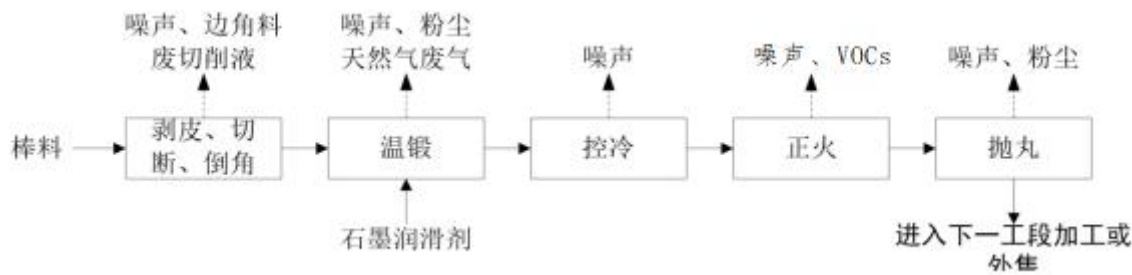 噪声、边角料
废切削液
噪声、粉尘
天然气废气
噪声
噪声、VOCs
噪声、粉尘
棒料
剥皮、切
断、倒角
温锻
控冷
正火
抛丸
石墨润滑剂
进入下一工段加工或
外售